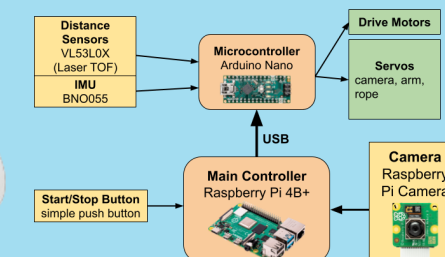 Distance
Sensors
VL53L0X
(Laser TOF)
IMU
BNO055
Microcontroller
Arduino Nano
Drive Motors
Servos
camera, arm,
rope
USB
Main Controller
Raspberry Pi 4B+
Start/Stop Button
simple push button
Camera
Raspberry
Pi Camera